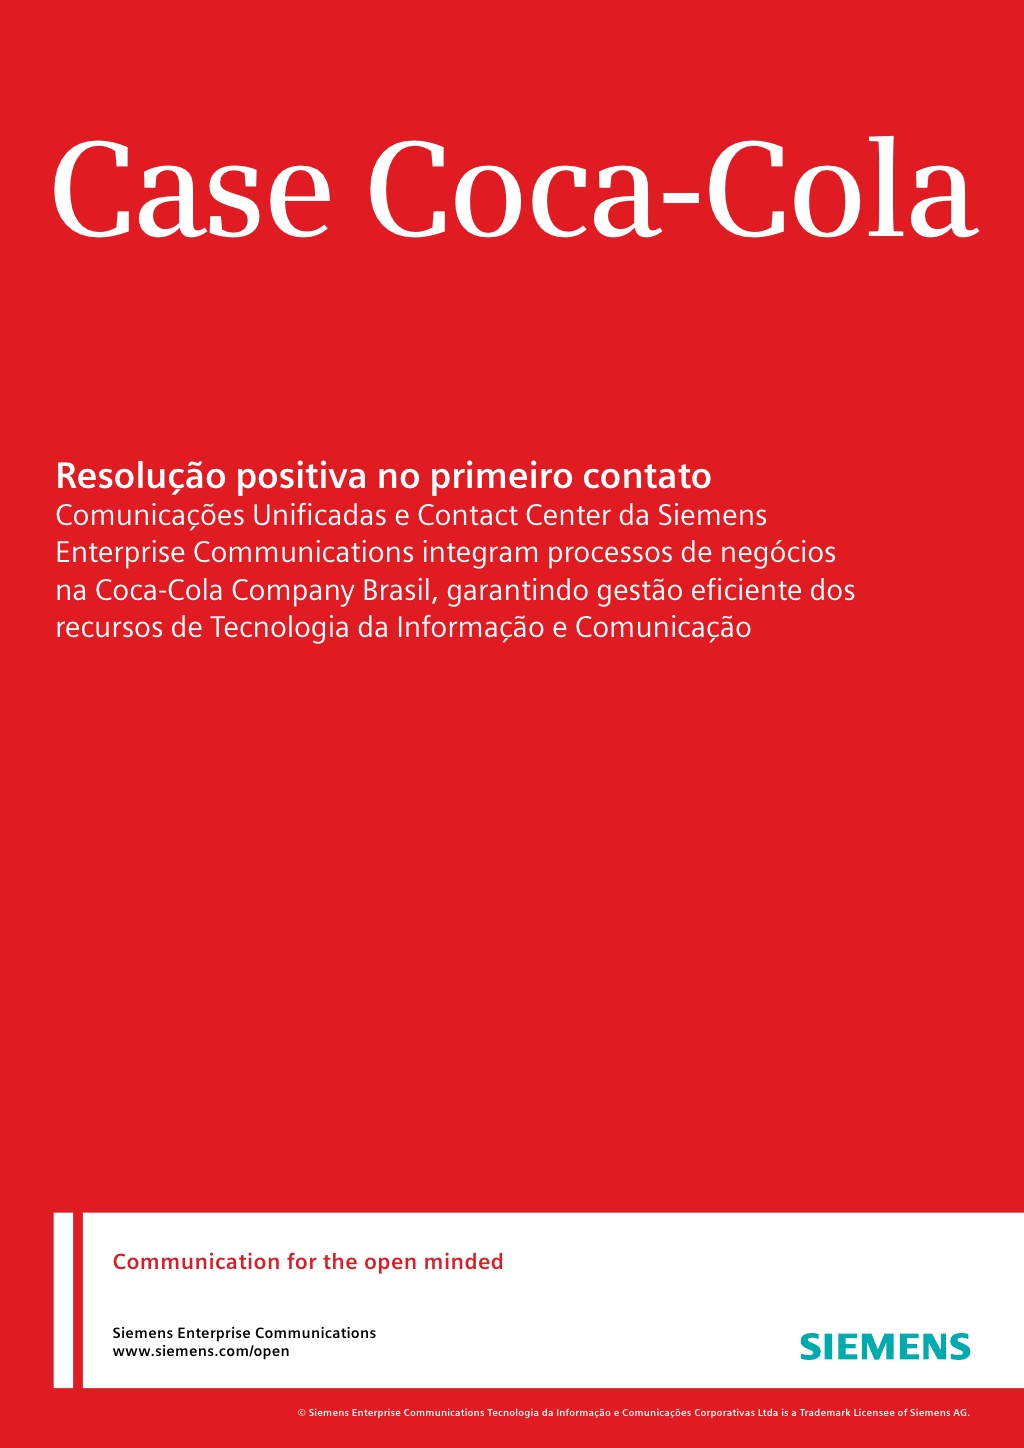 Case Coca-Cola
Resolução positiva no primeiro contato
Comunicações Unificadas e Contact Center da Siemens
Enterprise Communications integram processos de negócios
na Coca-Cola Company Brasil, garantindo gestão eficiente dos
recursos de Tecnologia da Informação e Comunicação
Communication for the open minded
Siemens Enterprise Communications
www.siemens.com/open
SIEMENS
© Siemens Enterprise Communications Tecnologia da Informação e Comunicações Corporativas Ltda is a Trademark Licensee of Siemens AG.